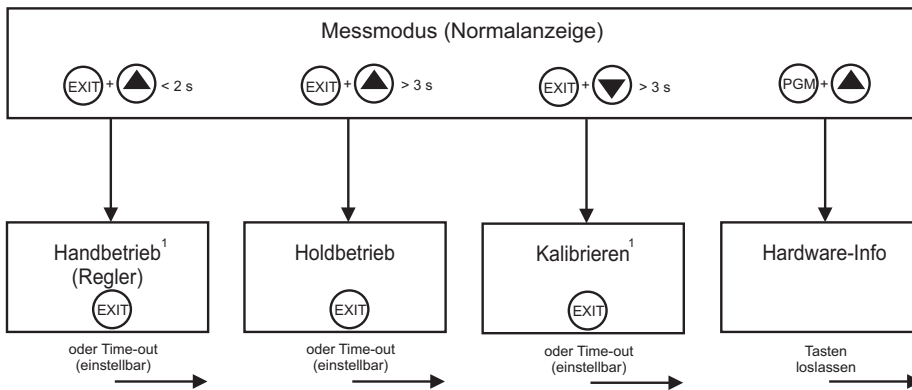 Messmodus (Normalanzeige)
EXIT + < 2 s
EXIT + > 3 s
EXIT + > 3 s
PGM +
Handbetrieb¹
(Regler)
EXIT
Holdbetrieb
EXIT
Kalibrieren¹
EXIT
Hardware-Info
oder Time-out
(einstellbar)
oder Time-out
(einstellbar)
oder Time-out
(einstellbar)
Tasten
loslassen